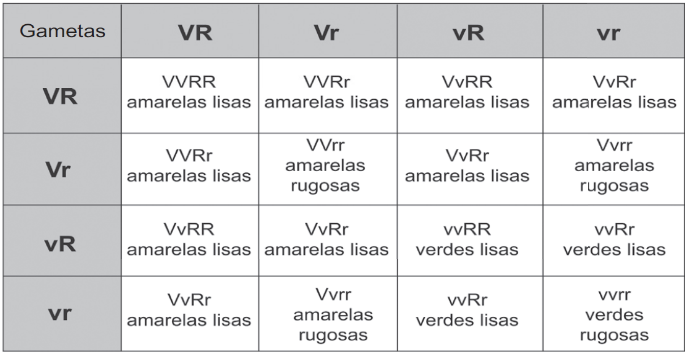 Gametas VR Vr vR vr
VR VVRR amarelas lisas VVRr amarelas lisas VvRR amarelas lisas VvRr amarelas lisas
Vr VVRr amarelas lisas VVrr amarelas rugosas VvRr amarelas lisas Vvrr amarelas rugosas
vR VvRR amarelas lisas VvRr amarelas lisas vvRR verdes lisas vvRr verdes lisas
vr VvRr amarelas lisas Vvrr amarelas rugosas vvRr verdes lisas vvrr verdes rugosas